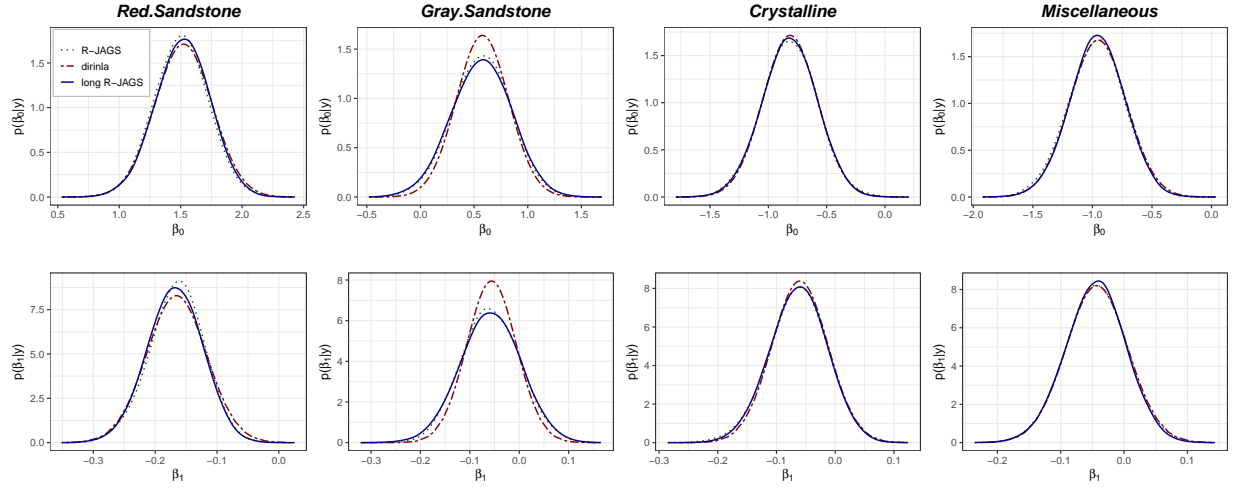 Red.Sandstone Gray.Sandstone Crystalline Miscellaneous
R−JAGS
dirinla
long R−JAGS
p(β₀|y)
0.0 0.5 1.0 1.5
0.5 1.0 1.5 2.0 2.5
β₀
p(β₀|y)
0.0 0.5 1.0 1.5
−0.5 0.0 0.5 1.0 1.5
β₀
p(β₀|y)
0.0 0.5 1.0 1.5
−1.5 −1.0 −0.5 0.0
β₀
p(β₀|y)
0.0 0.5 1.0 1.5
−2.0 −1.5 −1.0 −0.5 0.0
β₀
p(β₁|y)
0.0 2.5 5.0 7.5
−0.3 −0.2 −0.1 0.0
β₁
p(β₁|y)
0 2 4 6 8
−0.3 −0.2 −0.1 0.0 0.1
β₁
p(β₁|y)
0 2 4 6 8
−0.3 −0.2 −0.1 0.0 0.1
β₁
p(β₁|y)
0 2 4 6 8
−0.2 −0.1 0.0 0.1
β₁